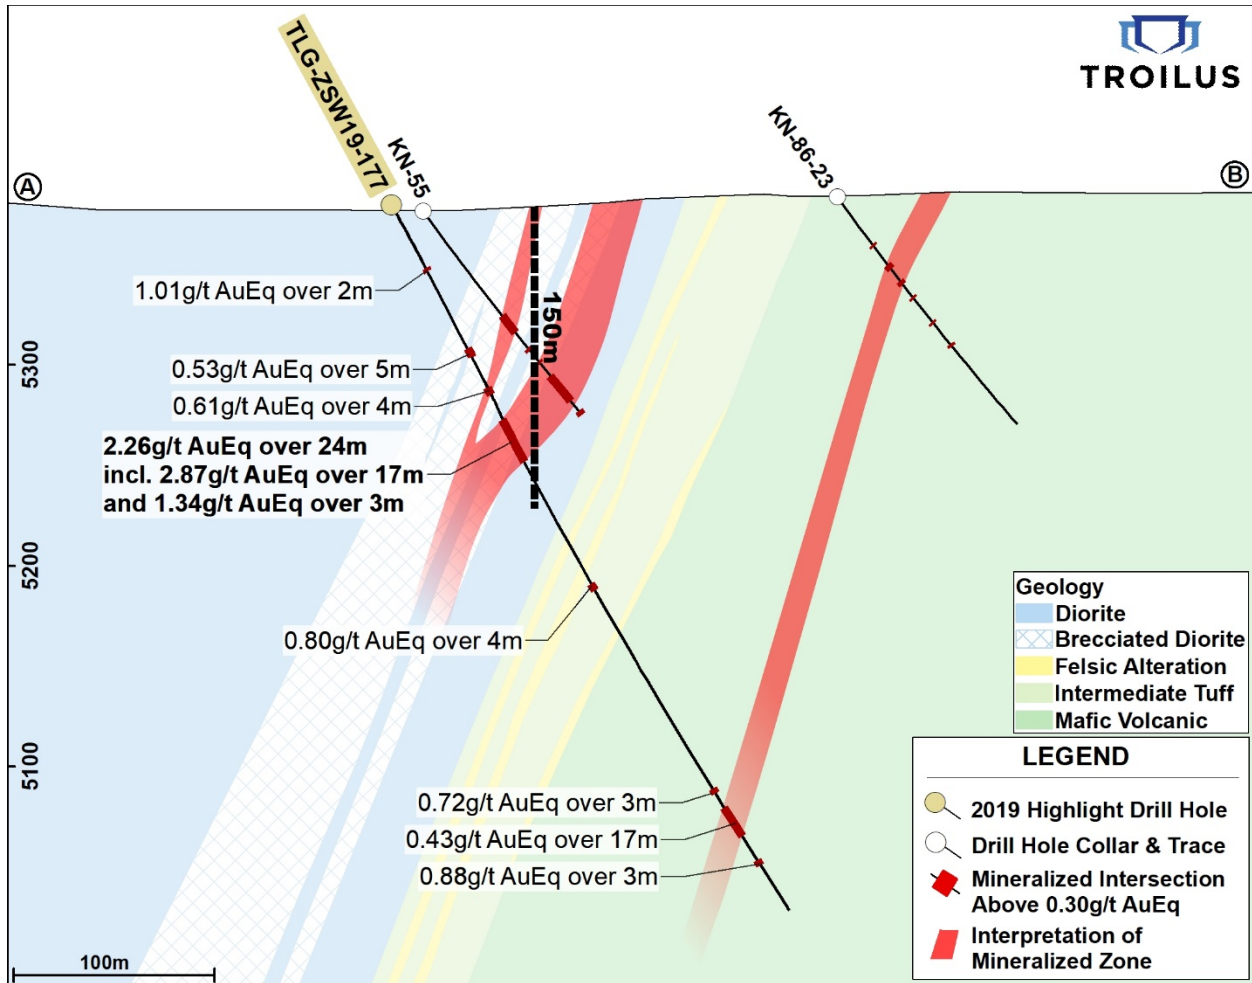 TROILUS
TLG-ZSW19-177
KN-55
KN-86-23
A
B
1.01g/t AuEq over 2m
150m
5300
0.53g/t AuEq over 5m
0.61g/t AuEq over 4m
2.26g/t AuEq over 24m
incl. 2.87g/t AuEq over 17m
and 1.34g/t AuEq over 3m
5200
0.80g/t AuEq over 4m
5100
0.72g/t AuEq over 3m
0.43g/t AuEq over 17m
0.88g/t AuEq over 3m
100m
Geology
Diorite
Brecciated Diorite
Felsic Alteration
Intermediate Tuff
Mafic Volcanic
LEGEND
2019 Highlight Drill Hole
Drill Hole Collar & Trace
Mineralized Intersection
Above 0.30g/t AuEq
Interpretation of
Mineralized Zone